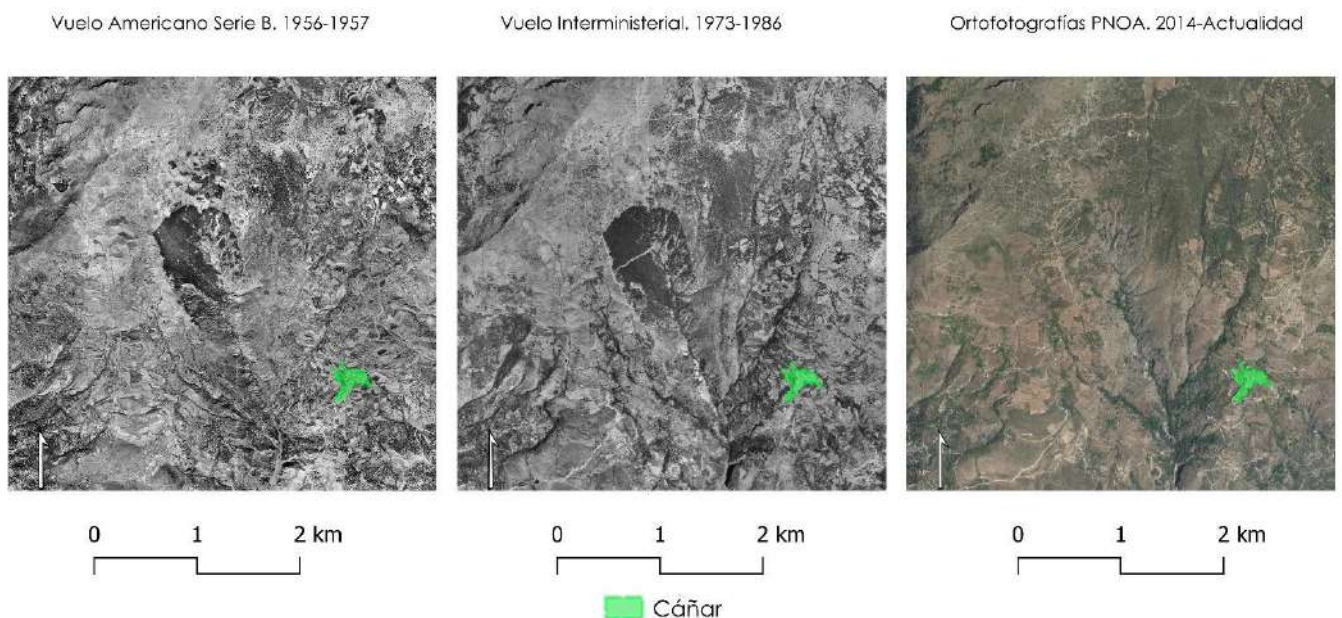 Vuelo Americano Serie B. 1956-1957
Vuelo Interministerial. 1973-1986
Ortofotografías PNOA. 2014-Actualidad
0 1 2 km
0 1 2 km
0 1 2 km
Cáñar